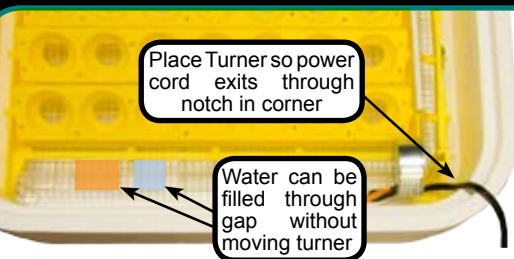 Place Turner so power
cord exits through
notch in corner
Water can be
filled through
gap without
moving turner